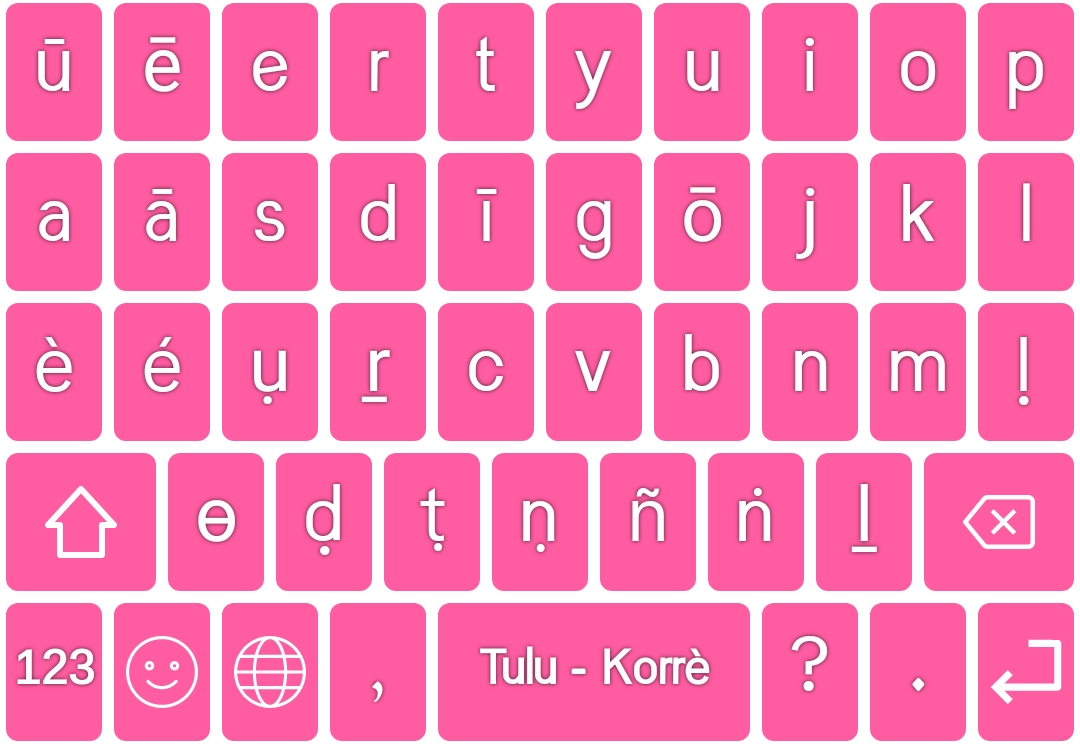 ū ē e r t y u i o p
a ā s d ī g ō j k l
è é ụ ṟ c v b n m ḷ
ɵ ḍ ṭ ṇ ñ ṅ ḻ
123 , Tulu - Korrè ? .